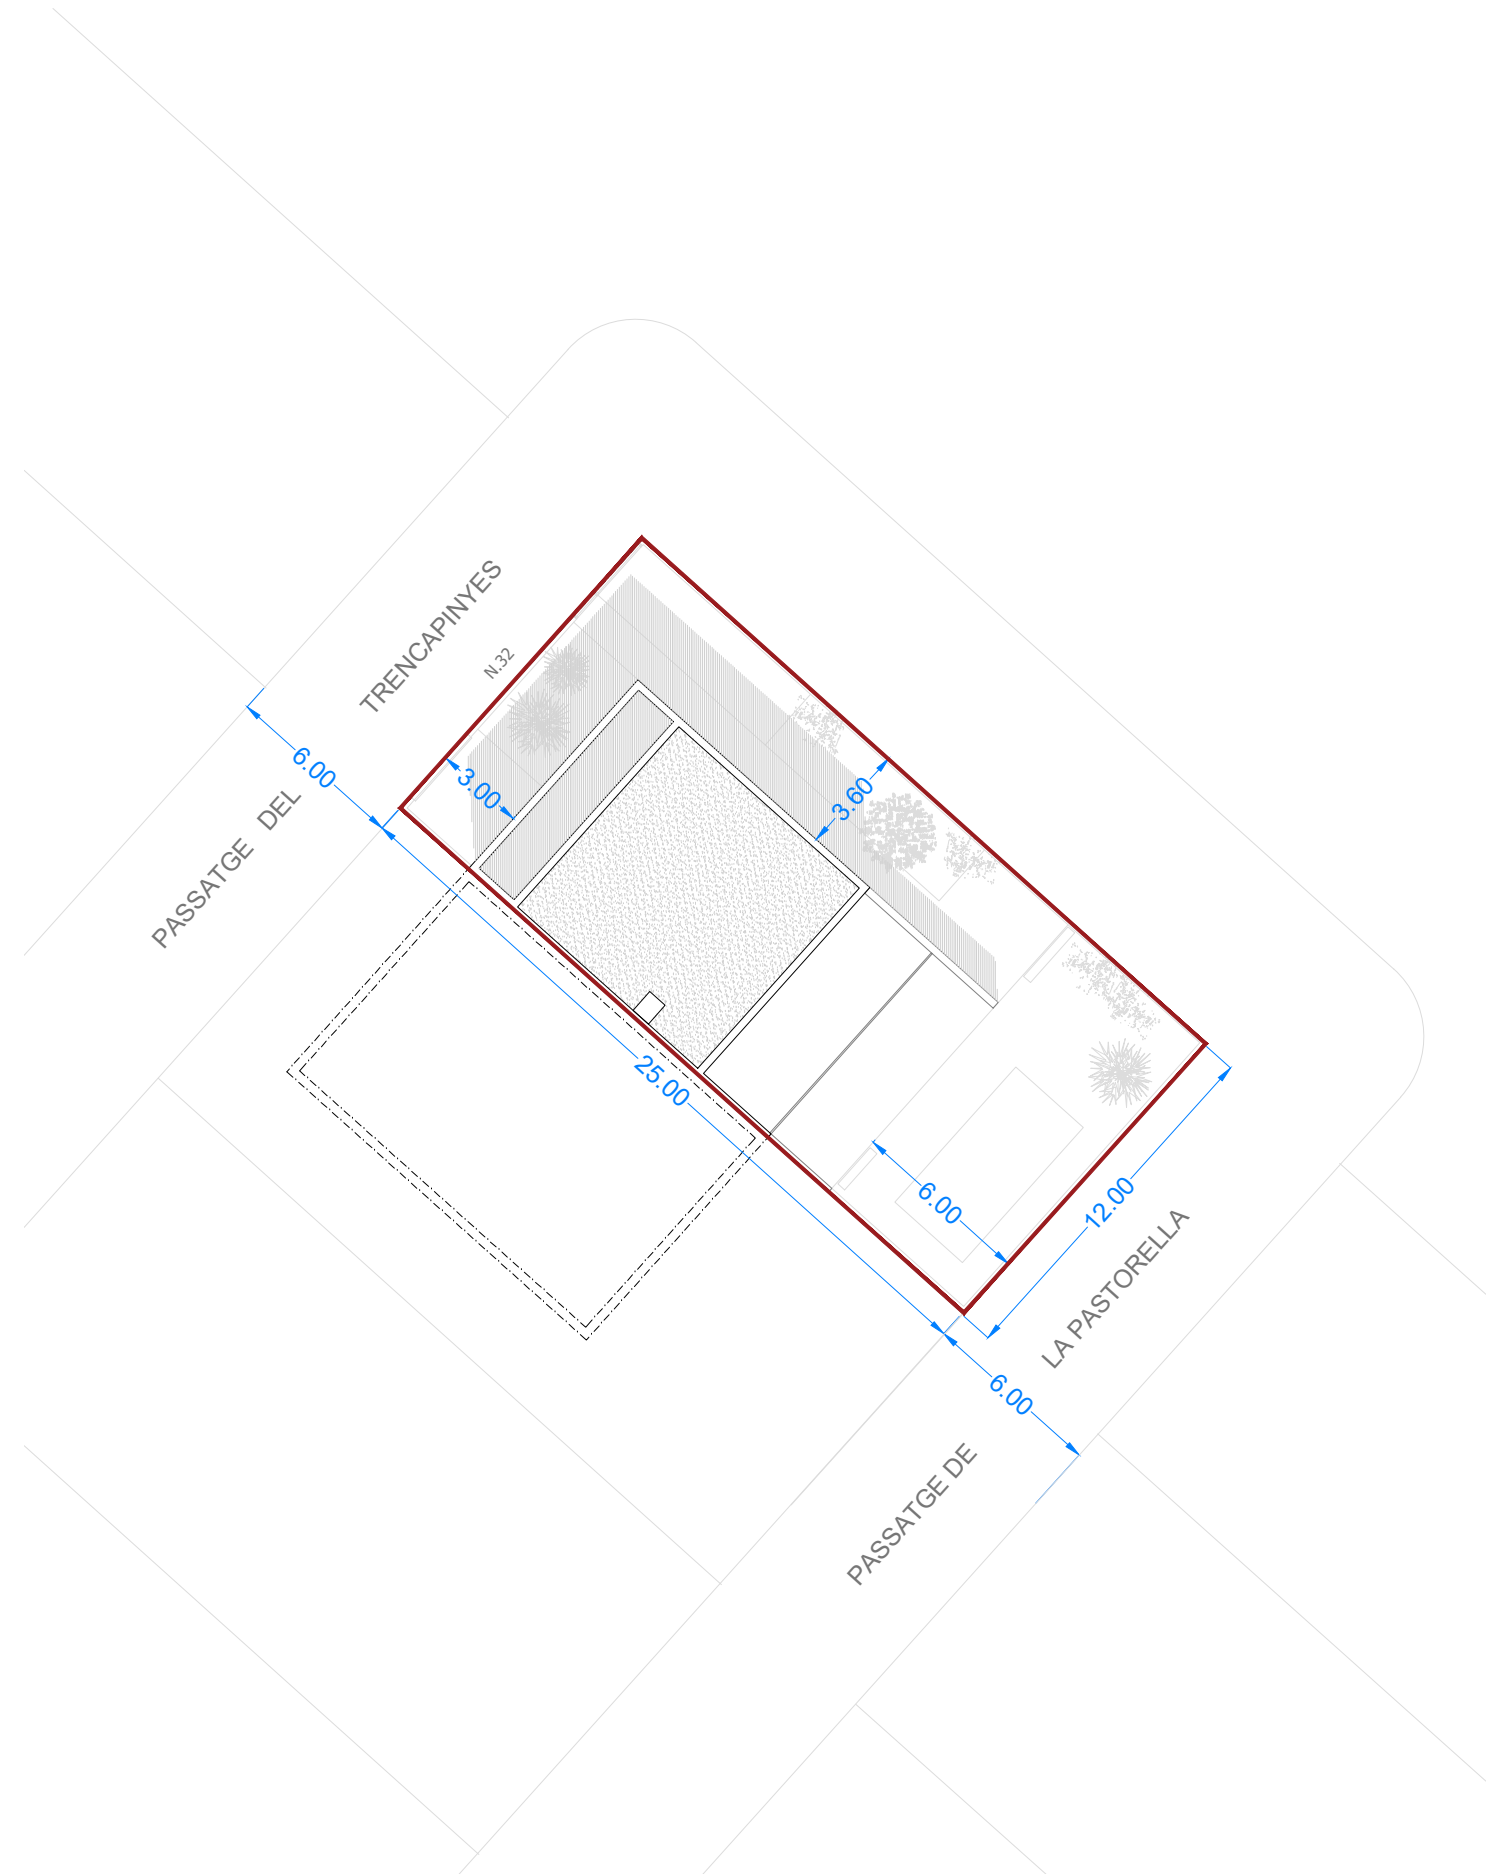 TRENCAPINYES
N.32
6.00
3.00
PASSATGE DEL
3.60
25.00
6.00
12.00
LA PASTORELLA
6.00
PASSATGE DE